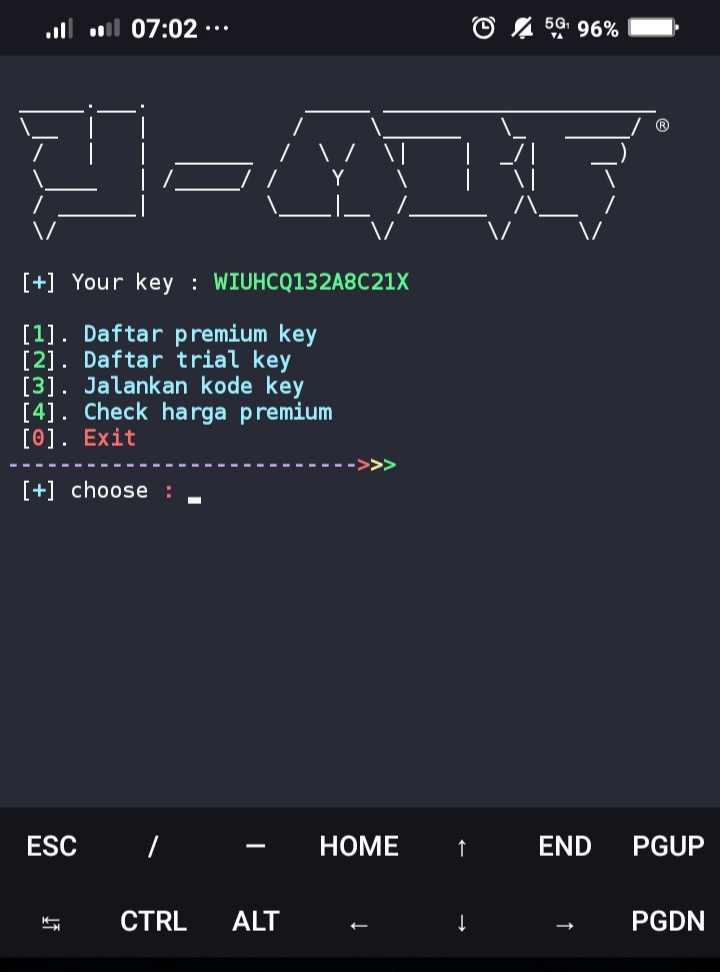 07:02 ··· 5G 96%
®
[+] Your key : WIUHCQ132A8C21X
[1]. Daftar premium key
[2]. Daftar trial key
[3]. Jalankan kode key
[4]. Check harga premium
[0]. Exit
--------------------------->>>
[+] choose : _
ESC / — HOME ↑ END PGUP
↹ CTRL ALT ← ↓ → PGDN